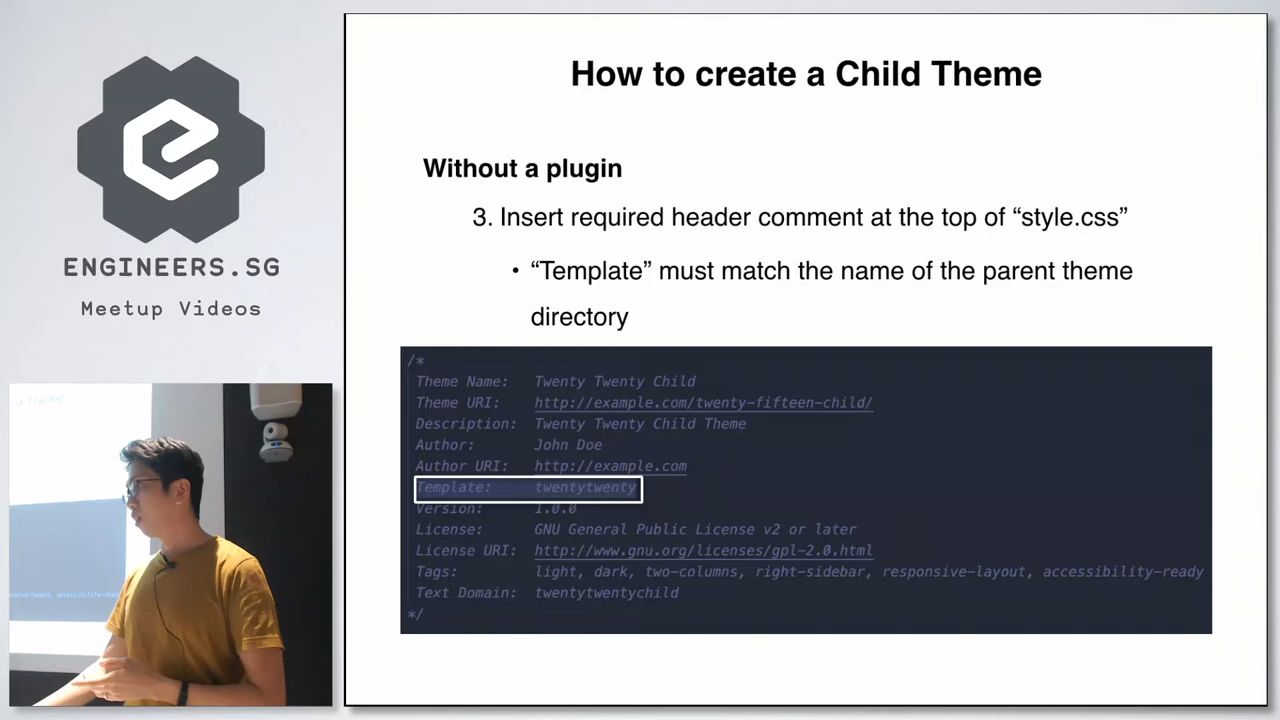 ENGINEERS.SG
Meetup Videos
How to create a Child Theme
Without a plugin
3. Insert required header comment at the top of “style.css”
• “Template” must match the name of the parent theme
directory
/*
Theme Name: Twenty Twenty Child
Theme URI: http://example.com/twenty-fifteen-child/
Description: Twenty Twenty Child Theme
Author: John Doe
Author URI: http://example.com
Template: twentytwenty
Version: 1.0.0
License: GNU General Public License v2 or later
License URI: http://www.gnu.org/licenses/gpl-2.0.html
Tags: light, dark, two-columns, right-sidebar, responsive-layout, accessibility-ready
Text Domain: twentytwentychild
*/